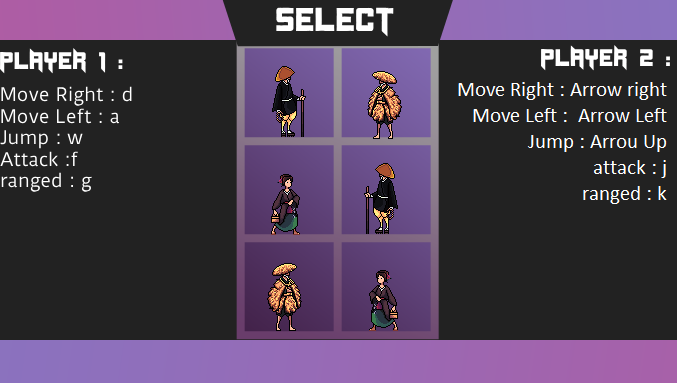 SELECT
PLAYER 1 :
Move Right : d
Move Left : a
Jump : w
Attack :f
ranged : g
PLAYER 2 :
Move Right : Arrow right
Move Left :  Arrow Left
Jump : Arrou Up
attack : j
ranged : k